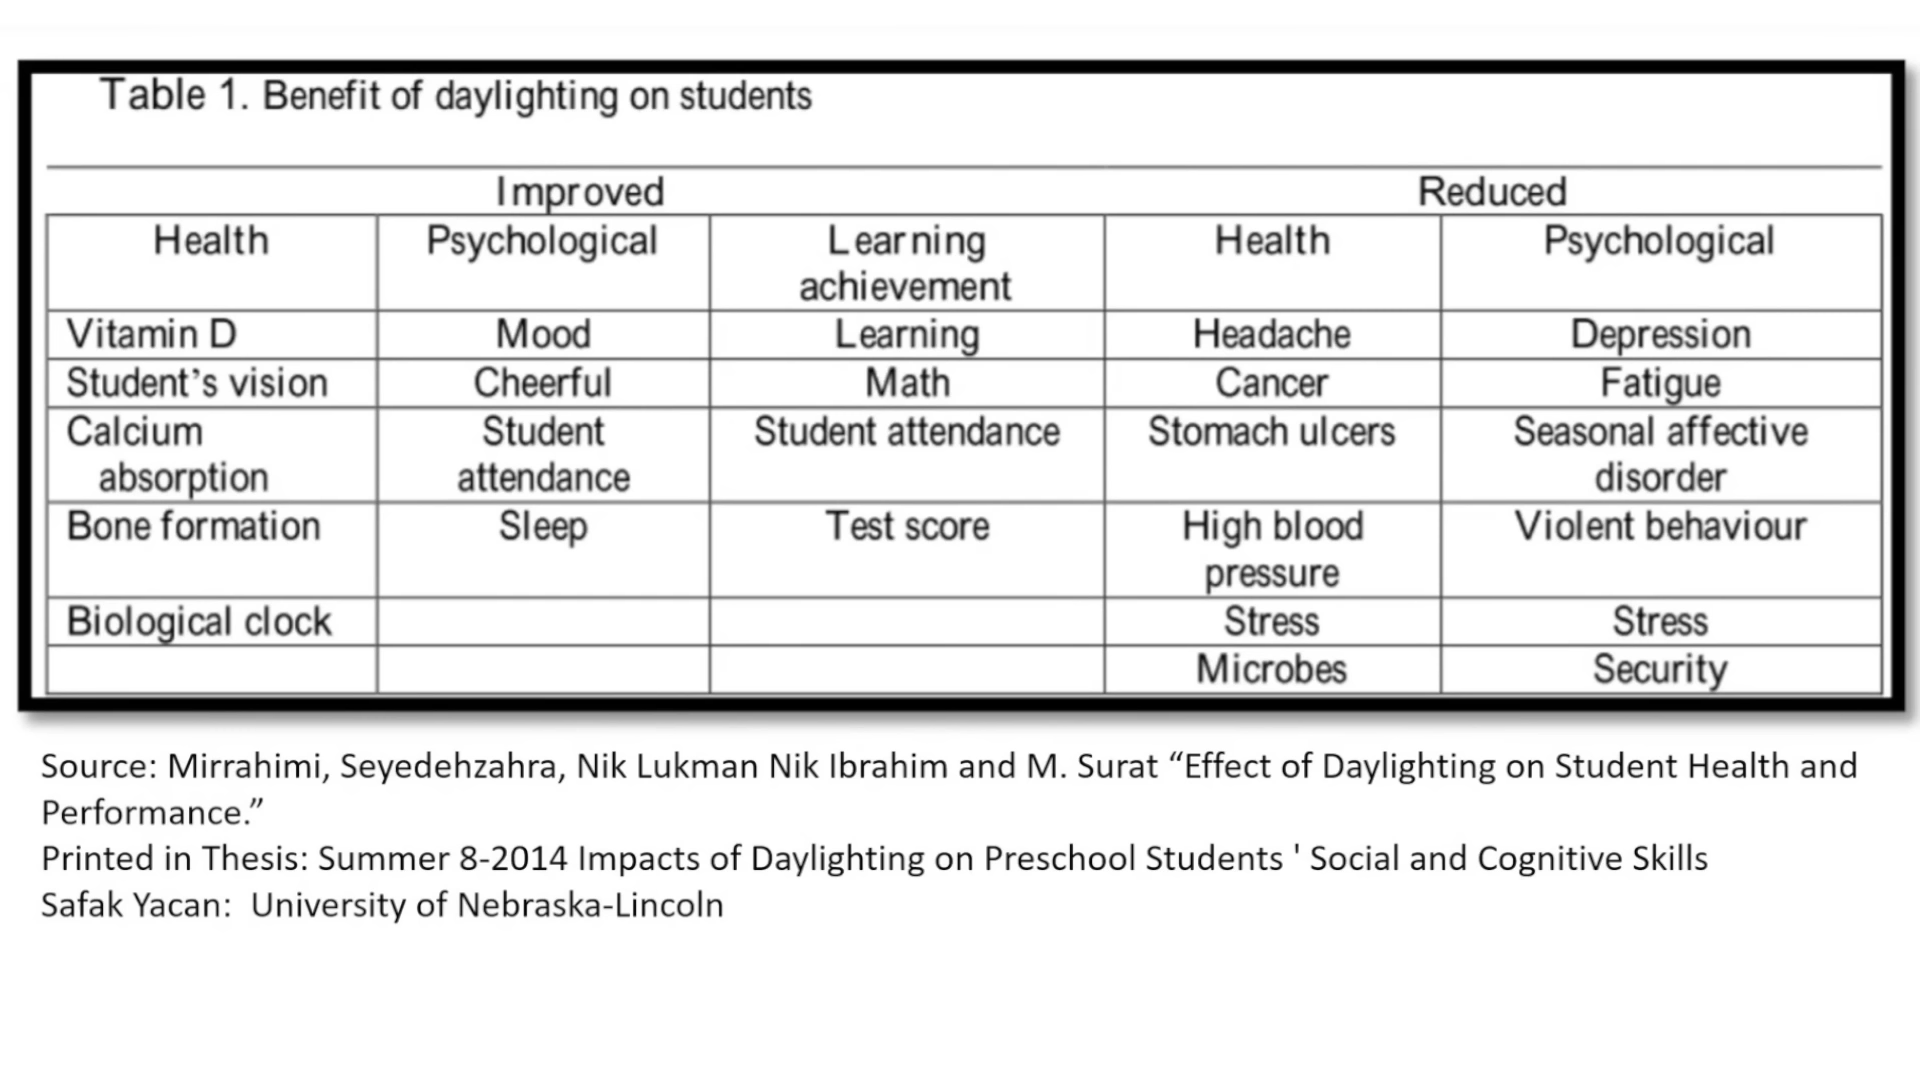 Table 1. Benefit of daylighting on students
Improved Reduced
Health Psychological Learning achievement Health Psychological
Vitamin D Mood Learning Headache Depression
Student’s vision Cheerful Math Cancer Fatigue
Calcium absorption Student attendance Student attendance Stomach ulcers Seasonal affective disorder
Bone formation Sleep Test score High blood pressure Violent behaviour
Biological clock Stress Stress
Microbes Security
Source: Mirrahimi, Seyedehzahra, Nik Lukman Nik Ibrahim and M. Surat “Effect of Daylighting on Student Health and
Performance.”
Printed in Thesis: Summer 8-2014 Impacts of Daylighting on Preschool Students ' Social and Cognitive Skills
Safak Yacan:  University of Nebraska-Lincoln